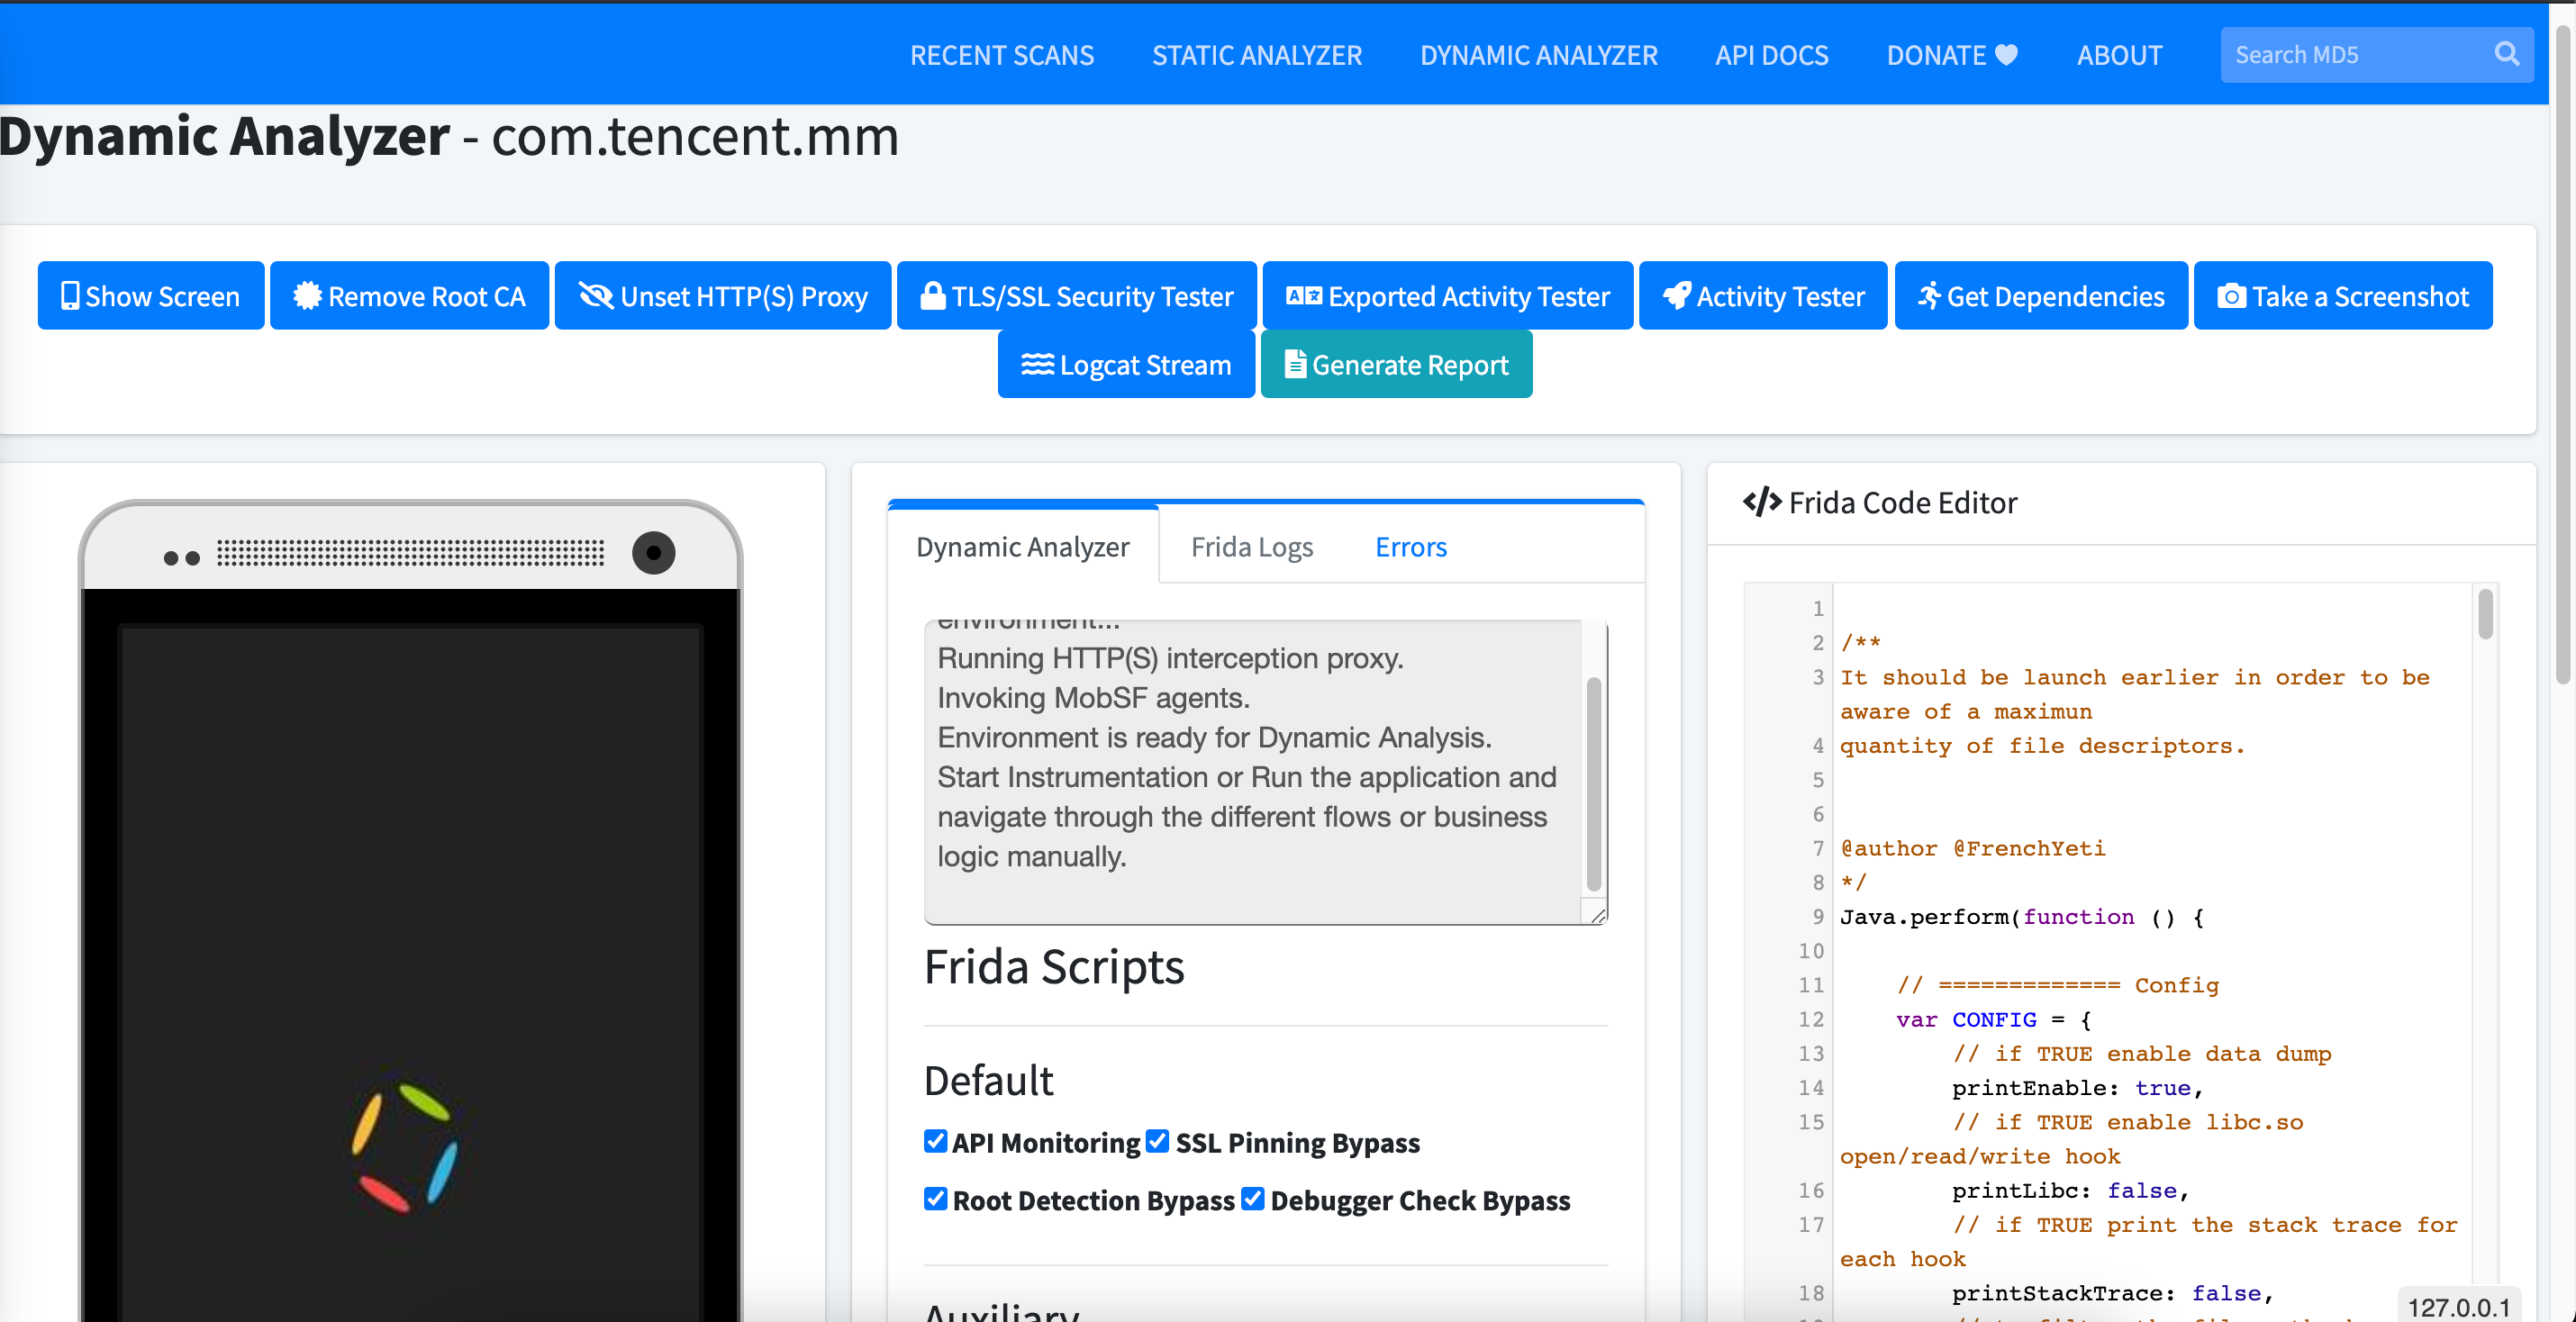 RECENT SCANS STATIC ANALYZER DYNAMIC ANALYZER API DOCS DONATE ABOUT Search MD5
Dynamic Analyzer - com.tencent.mm
Show Screen Remove Root CA Unset HTTP(S) Proxy TLS/SSL Security Tester Exported Activity Tester Activity Tester Get Dependencies Take a Screenshot
Logcat Stream Generate Report
Dynamic Analyzer Frida Logs Errors
environment...
Running HTTP(S) interception proxy.
Invoking MobSF agents.
Environment is ready for Dynamic Analysis.
Start Instrumentation or Run the application and
navigate through the different flows or business
logic manually.
Frida Scripts
Default
API Monitoring SSL Pinning Bypass
Root Detection Bypass Debugger Check Bypass
Auxiliary
</> Frida Code Editor
1
2 /**
3 It should be launch earlier in order to be
aware of a maximun
4 quantity of file descriptors.
5
6
7 @author @FrenchYeti
8 */
9 Java.perform(function () {
10
11 // ============= Config
12 var CONFIG = {
13 // if TRUE enable data dump
14 printEnable: true,
15 // if TRUE enable libc.so
open/read/write hook
16 printLibc: false,
17 // if TRUE print the stack trace for
each hook
18 printStackTrace: false,
127.0.0.1